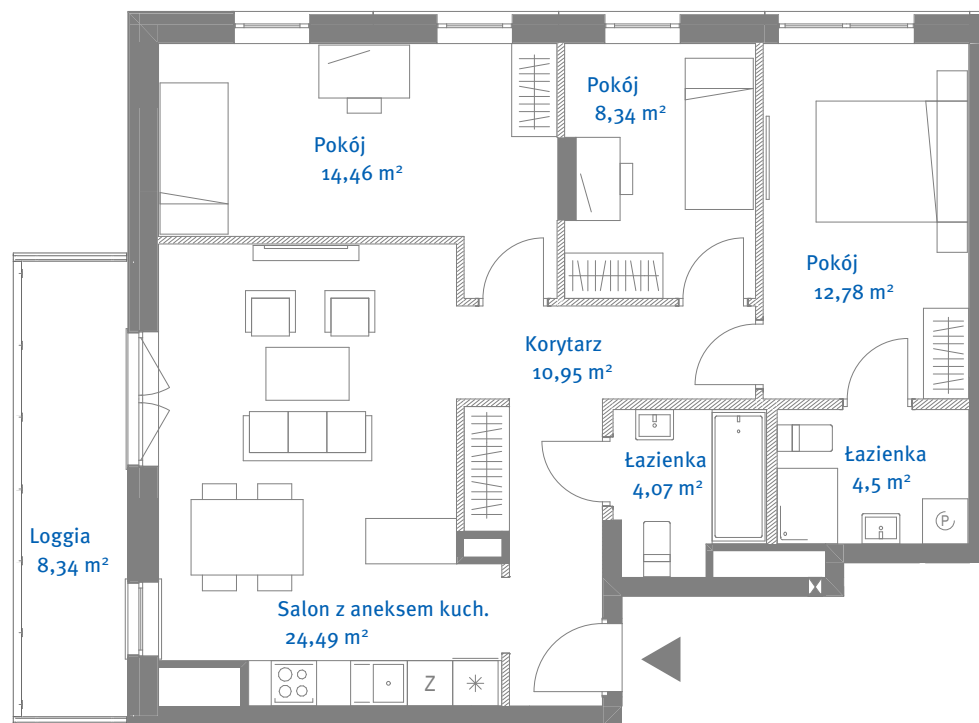 Pokój
8,34 m²
Pokój
14,46 m²
Pokój
12,78 m²
Korytarz
10,95 m²
Łazienka
4,07 m²
Łazienka
4,5 m²
P
Loggia
8,34 m²
Salon z aneksem kuch.
24,49 m²
Z